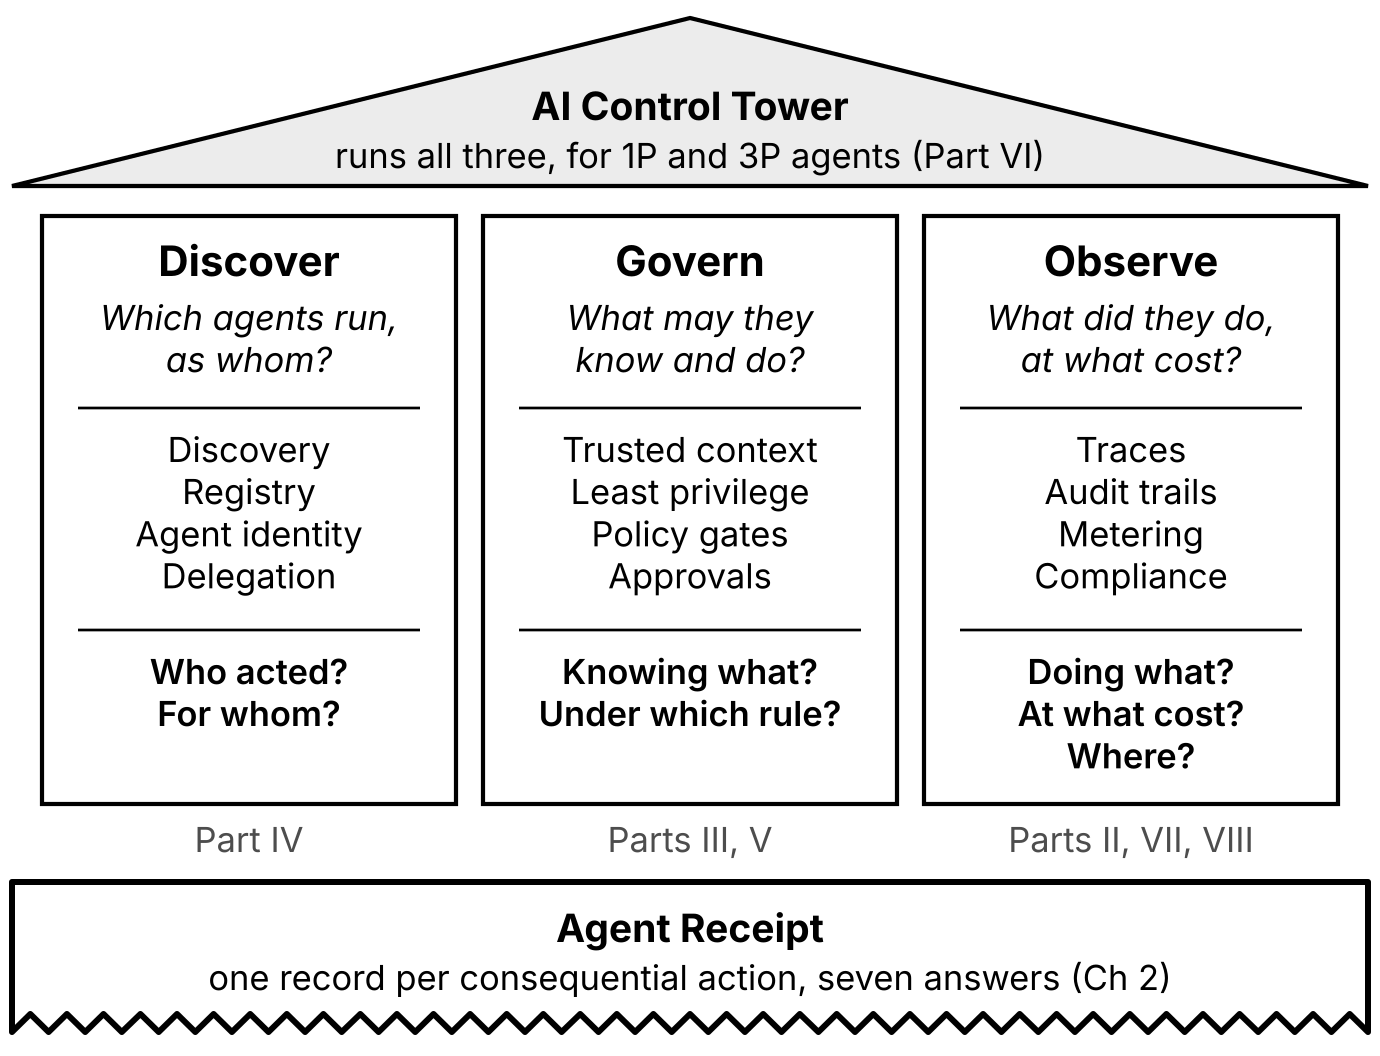 AI Control Tower
runs all three, for 1P and 3P agents (Part VI)
Discover
Which agents run,
as whom?
Discovery
Registry
Agent identity
Delegation
Who acted?
For whom?
Part IV
Govern
What may they
know and do?
Trusted context
Least privilege
Policy gates
Approvals
Knowing what?
Under which rule?
Parts III, V
Observe
What did they do,
at what cost?
Traces
Audit trails
Metering
Compliance
Doing what?
At what cost?
Where?
Parts II, VII, VIII
Agent Receipt
one record per consequential action, seven answers (Ch 2)